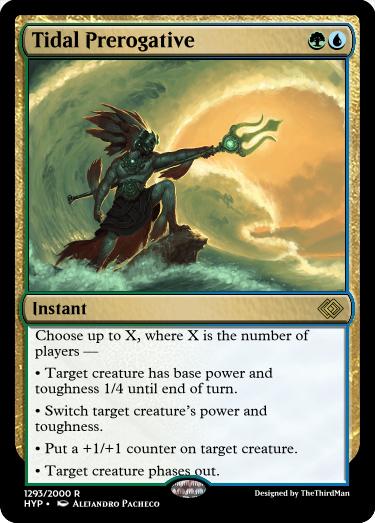 Tidal Prerogative
Instant
Choose up to X, where X is the number of
players —
• Target creature has base power and
toughness 1/4 until end of turn.
• Switch target creature's power and
toughness.
• Put a +1/+1 counter on target creature.
• Target creature phases out.
1293/2000 R
HYP • Alejandro Pacheco
Designed by TheThirdMan